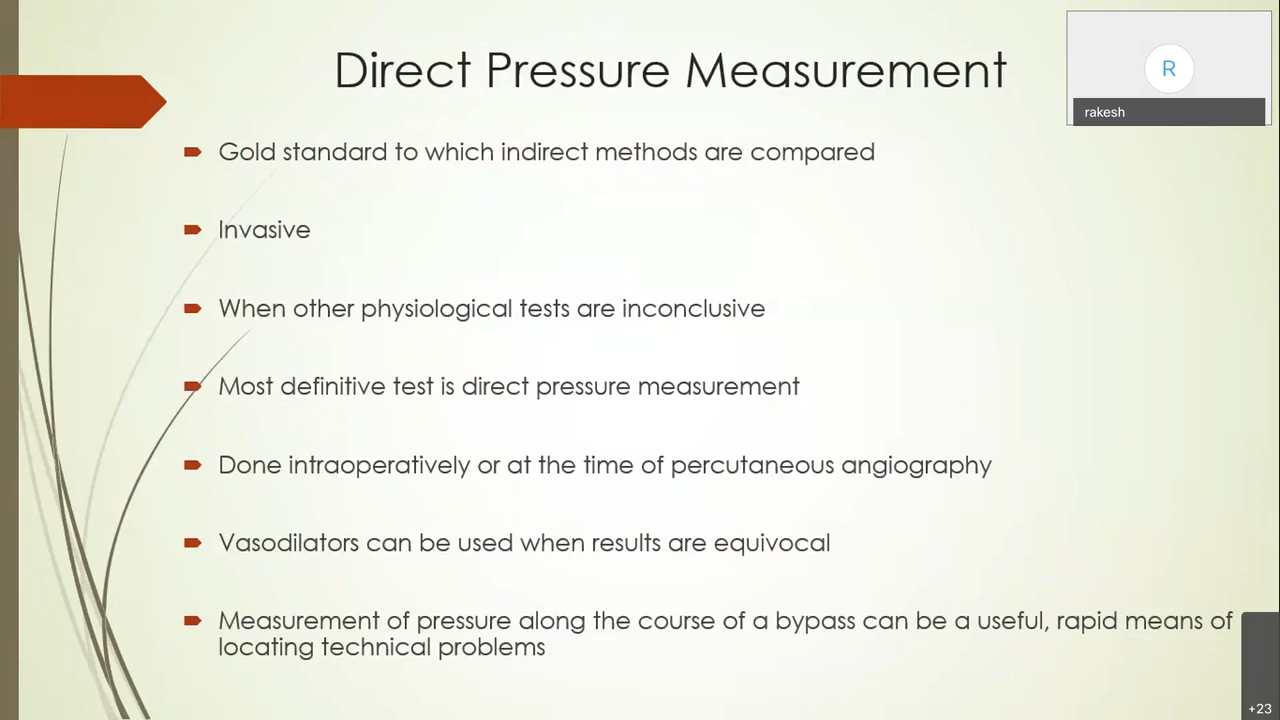 Direct Pressure Measurement
R
rakesh
Gold standard to which indirect methods are compared
Invasive
When other physiological tests are inconclusive
Most definitive test is direct pressure measurement
Done intraoperatively or at the time of percutaneous angiography
Vasodilators can be used when results are equivocal
Measurement of pressure along the course of a bypass can be a useful, rapid means of
locating technical problems
+23